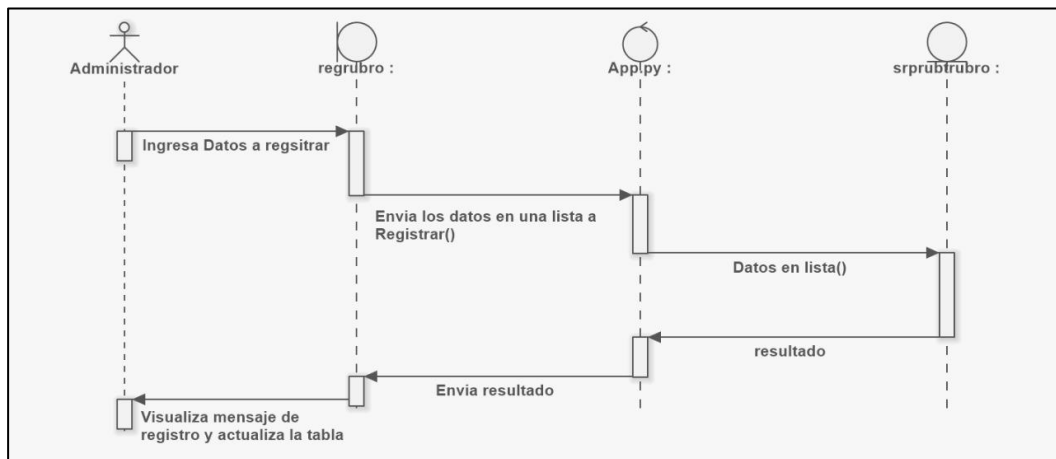 Administrador
regrubro :
App.py :
srprubtrubro :
Ingresa Datos a regsitrar
Envia los datos en una lista a
Registrar()
Datos en lista()
resultado
Envia resultado
Visualiza mensaje de
registro y actualiza la tabla